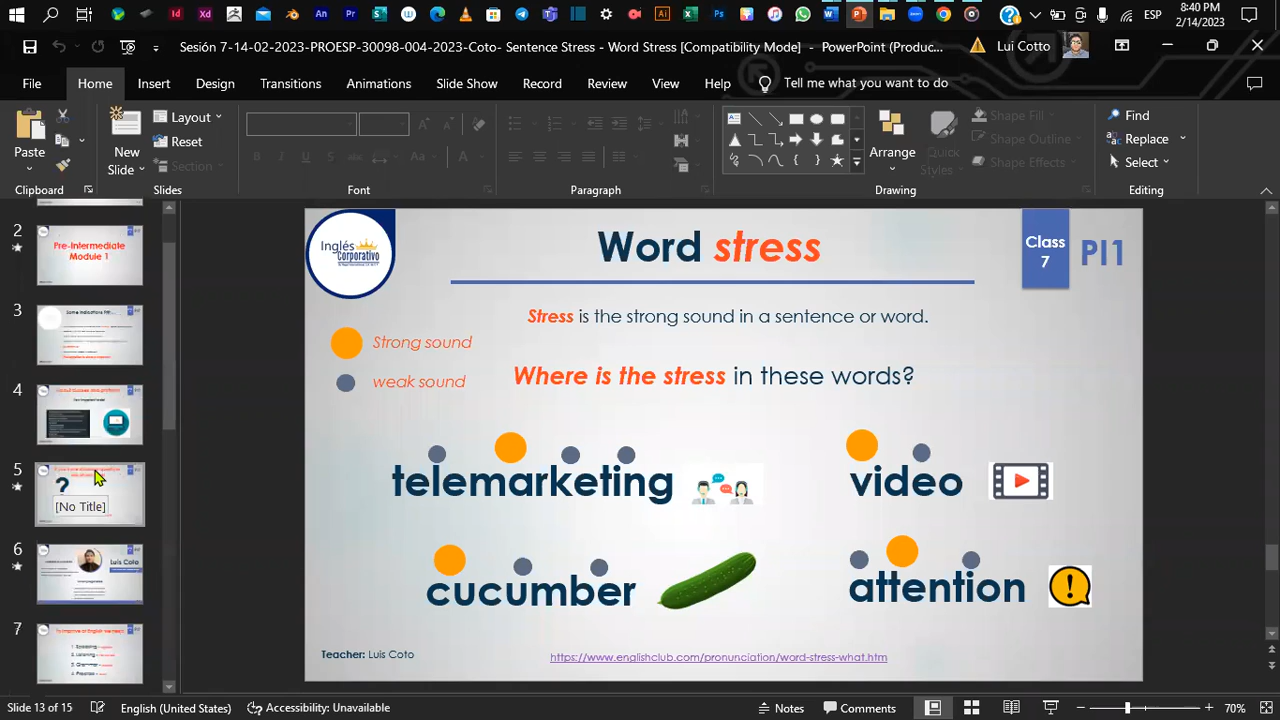 8:40 PM
ESP
2/14/2023
Sesión 7-14-02-2023-PROESP-30098-004-2023-Coto- Sentence Stress - Word Stress [Compatibility Mode] - PowerPoint (Produc...
Lui Cotto
File
Home
Insert
Design
Transitions
Animations
Slide Show
Record
Review
View
Help
Tell me what you want to do
Paste
New Slide
Layout
Reset
Section
Arrange
Quick Styles
Shape Fill
Shape Outline
Shape Effects
Find
Replace
Select
Clipboard
Slides
Font
Paragraph
Drawing
Editing
2
Pre-Intermediate
Module 1
3
4
5
?
[No Title]
6
Luis Coto
7
Inglés
Corporativo
Word stress
Class
7
PI1
Stress is the strong sound in a sentence or word.
Strong sound
weak sound
Where is the stress in these words?
telemarketing
video
cucumber
attention
Teacher: Luis Coto
https://www.englishclub.com/pronunciation/word-stress-what.htm
Slide 13 of 15
English (United States)
Accessibility: Unavailable
Notes
Comments
70%